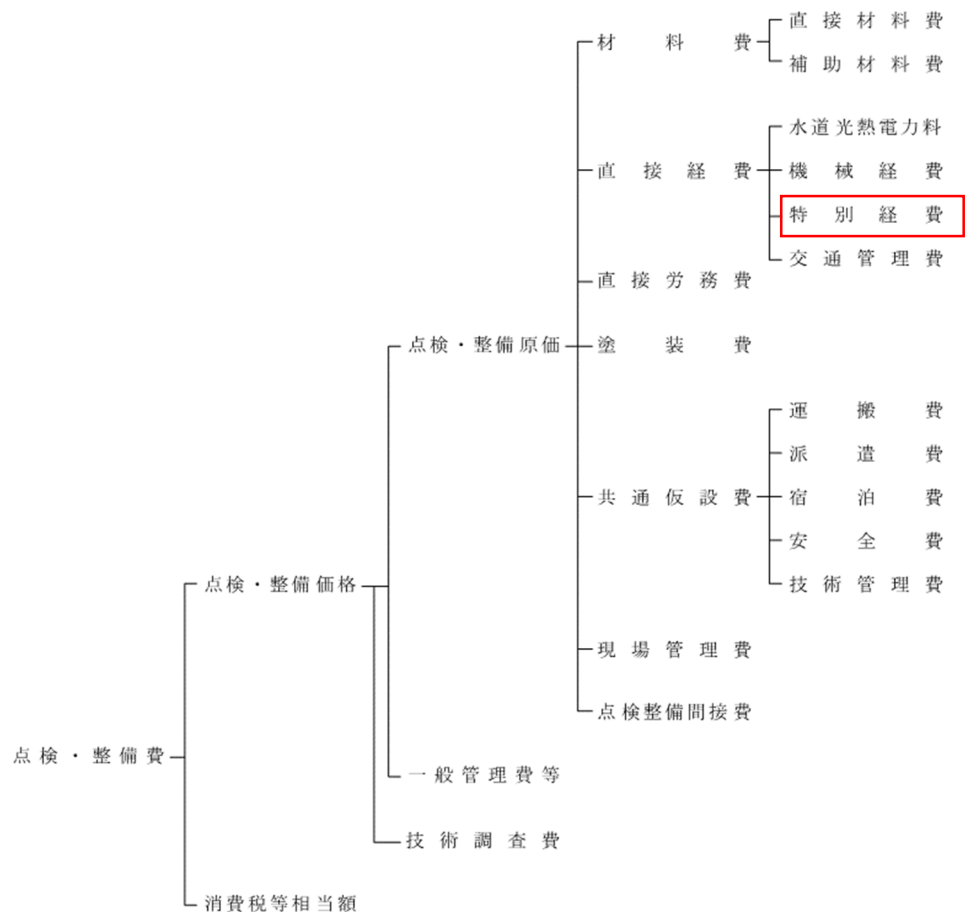 直接材料費
材料費
補助材料費
水道光熱電力料
直接経費
機械経費
特別経費
交通管理費
直接労務費
点検・整備原価
塗装費
運搬費
派遣費
共通仮設費
宿泊費
安全費
点検・整備価格
技術管理費
現場管理費
点検整備間接費
点検・整備費
一般管理費等
技術調査費
消費税等相当額